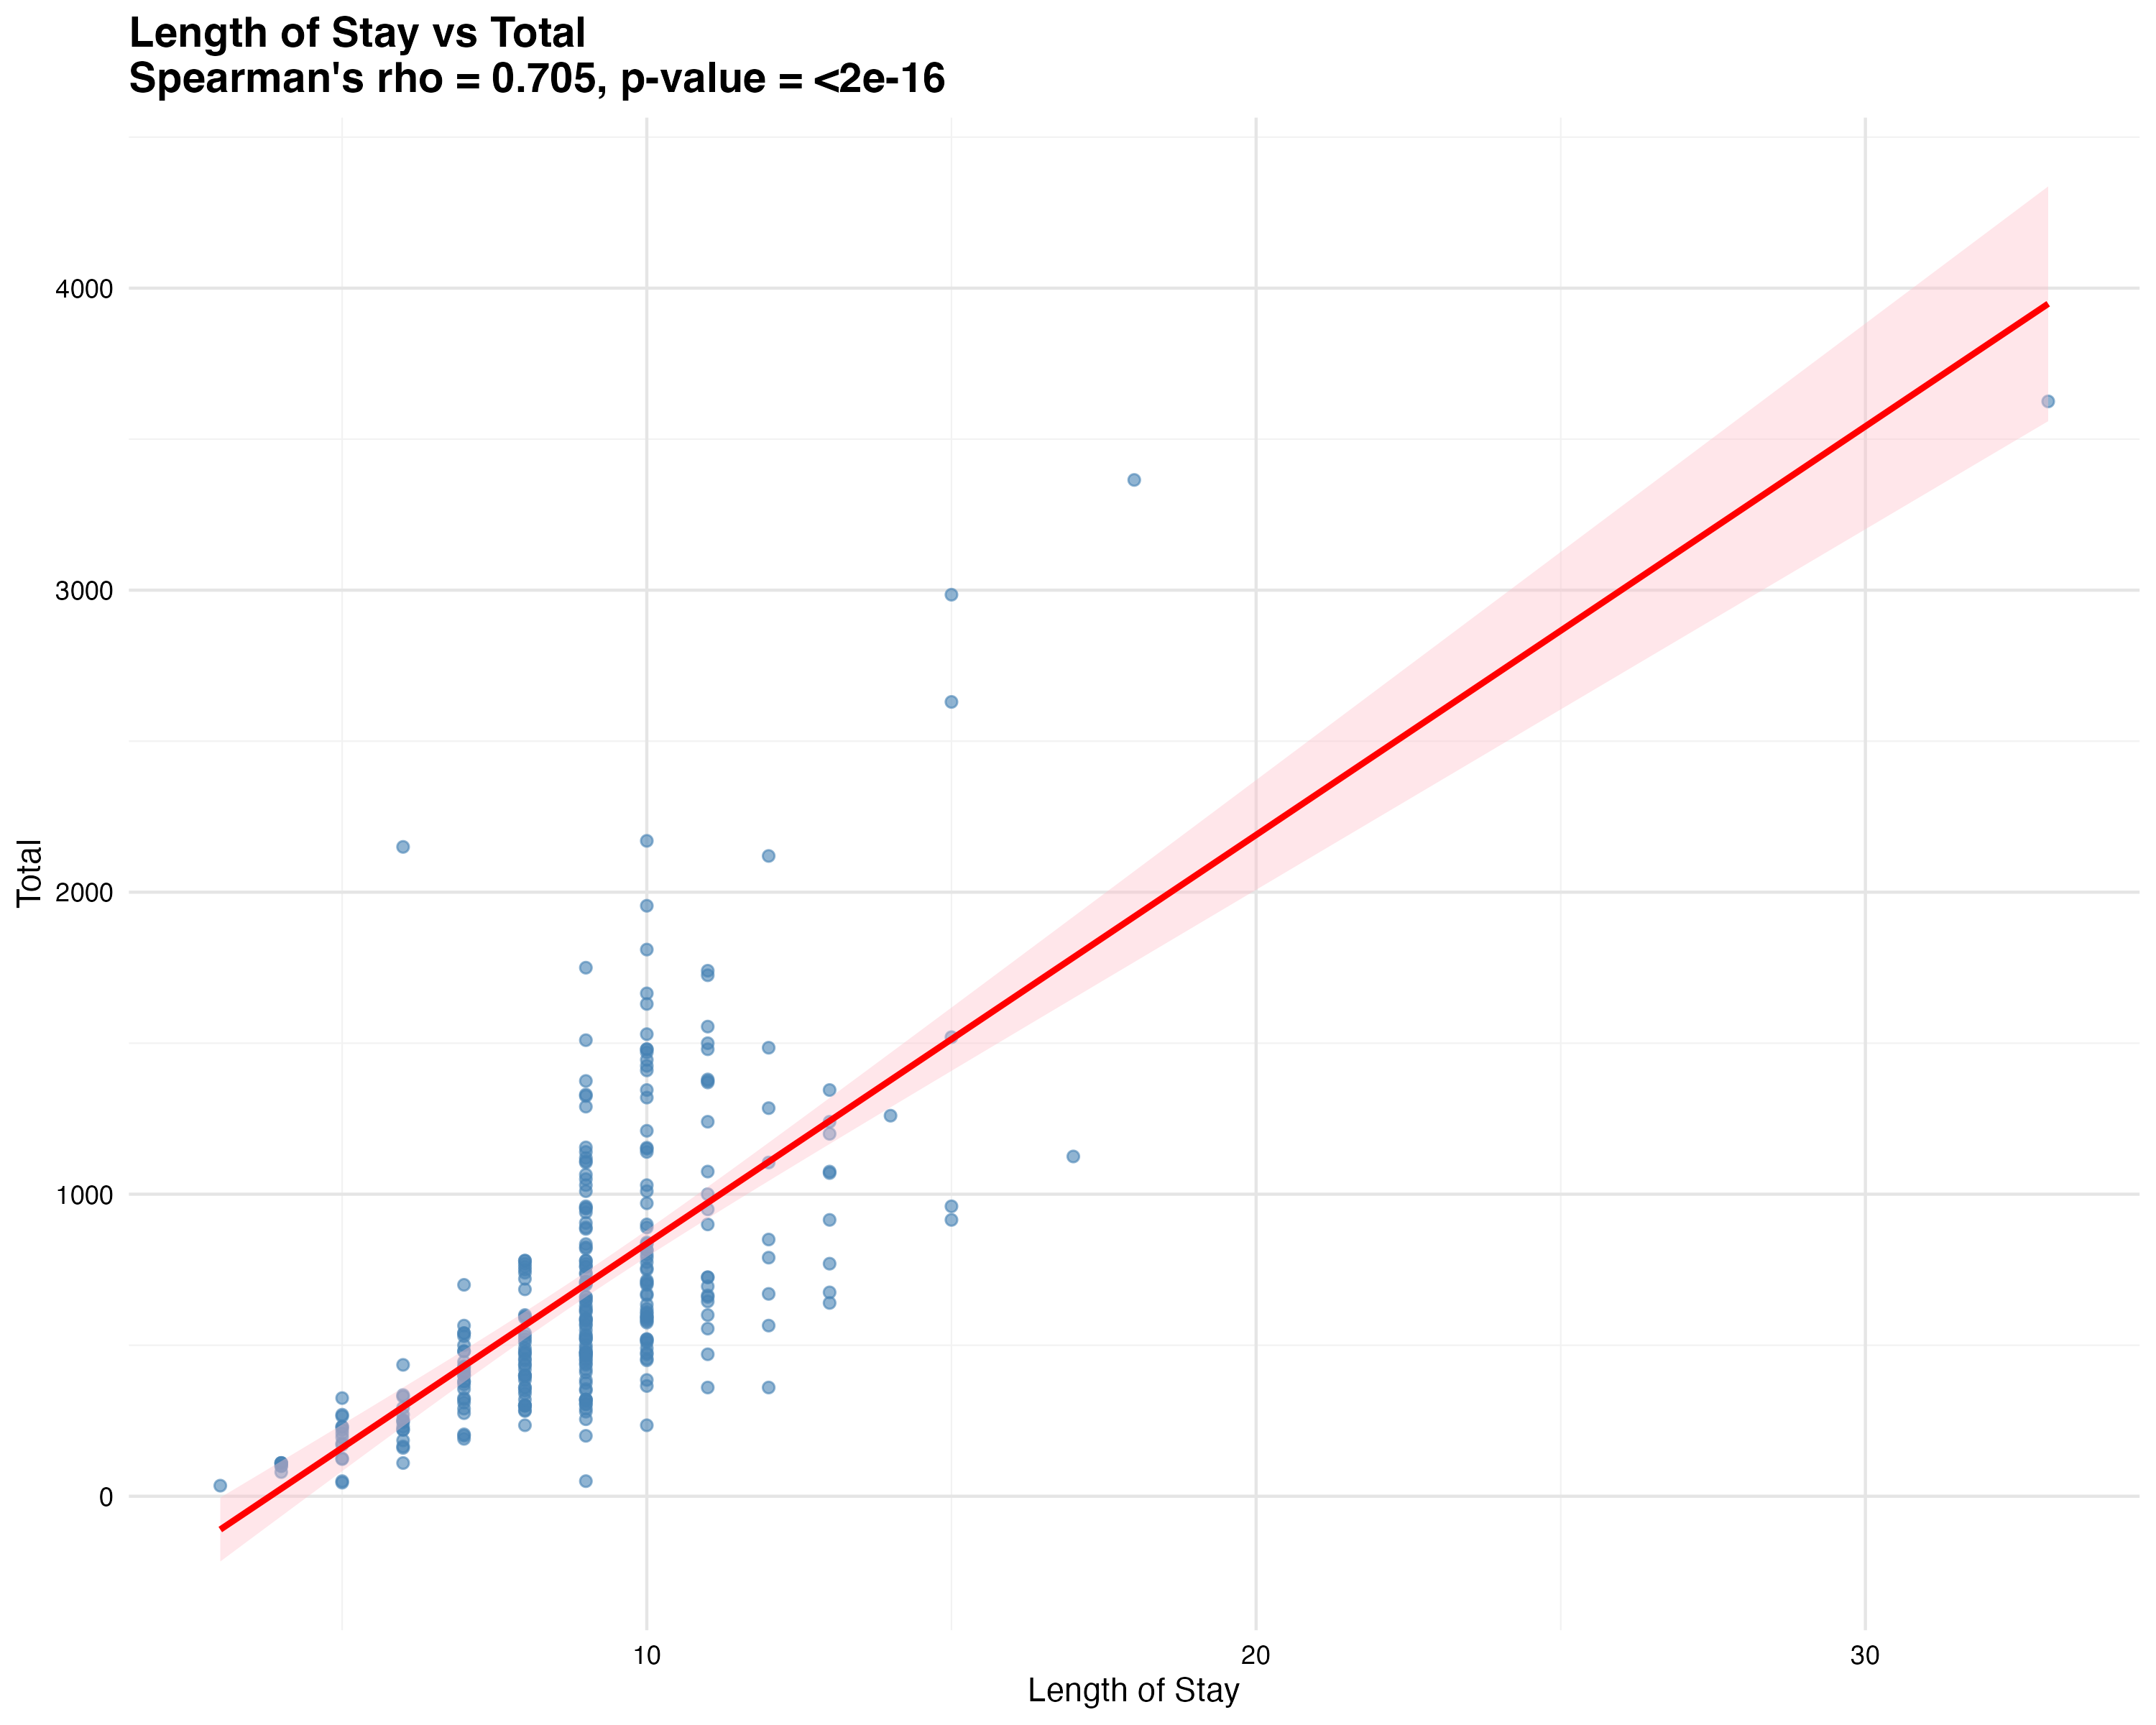 Length of Stay vs Total
Spearman's rho = 0.705, p-value = <2e-16
4000
3000
2000
1000
0
Total
10
20
30
Length of Stay